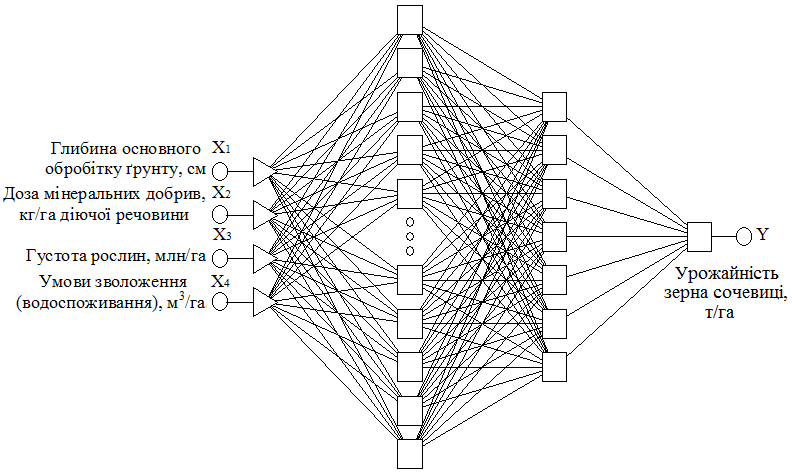 X1
Глибина основного
обробітку ґрунту, см
Доза мінеральних добрив,
X2
кг/га діючої речовини
X3
Густота рослин, млн/га
Умови зволоження
X4
(водоспоживання), м3/га
Y
Урожайність
зерна сочевиці,
т/га